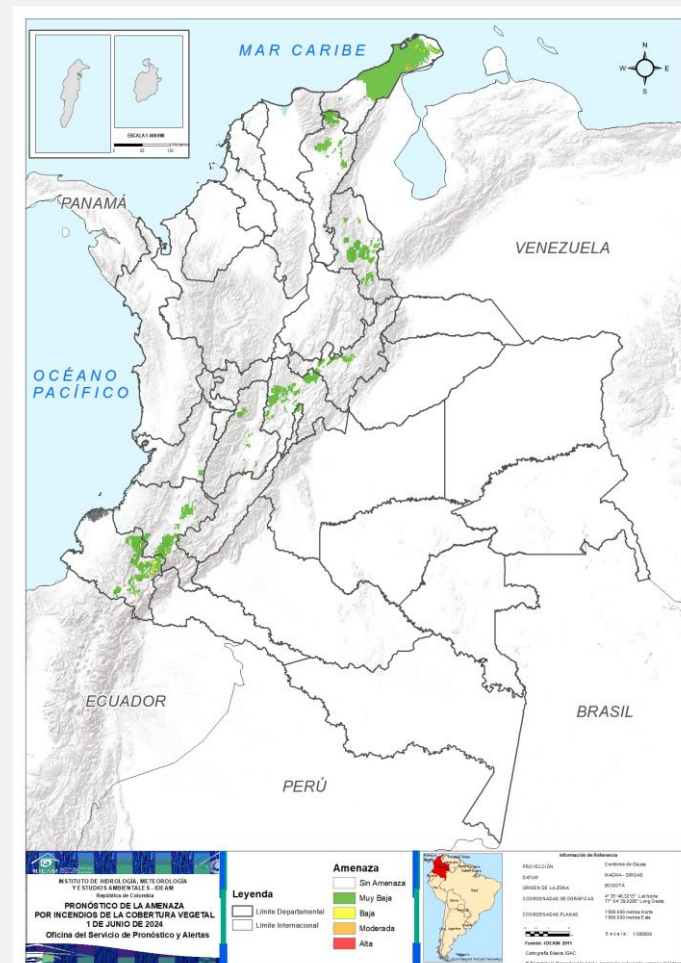 MAR CARIBE
N
W
E
S
PANAMÁ
VENEZUELA
OCÉANO
PACÍFICO
ECUADOR
BRASIL
PERÚ
INSTITUTO DE HIDROLOGÍA, METEOROLOGÍA
Y ESTUDIOS AMBIENTALES - IDEAM
República de Colombia
PRONÓSTICO DE LA AMENAZA
POR INCENDIOS DE LA COBERTURA VEGETAL
1 DE JUNIO DE 2024
Oficina del Servicio de Pronóstico y Alertas
Leyenda
Límite Departamental
Límite Internacional
Amenaza
Sin Amenaza
Muy Baja
Baja
Moderada
Alta
Información de Referencia
PROYECCIÓN
Conforme de Gauss
DATUM
MAGNA - SIRGAS
ORIGEN DE LA ZONA
BOGOTÁ
COORDENADAS GEOGRÁFICAS
COORDENADAS PLANAS
Fuente: IDEAM- 2011
Cartografía Básica IGAC